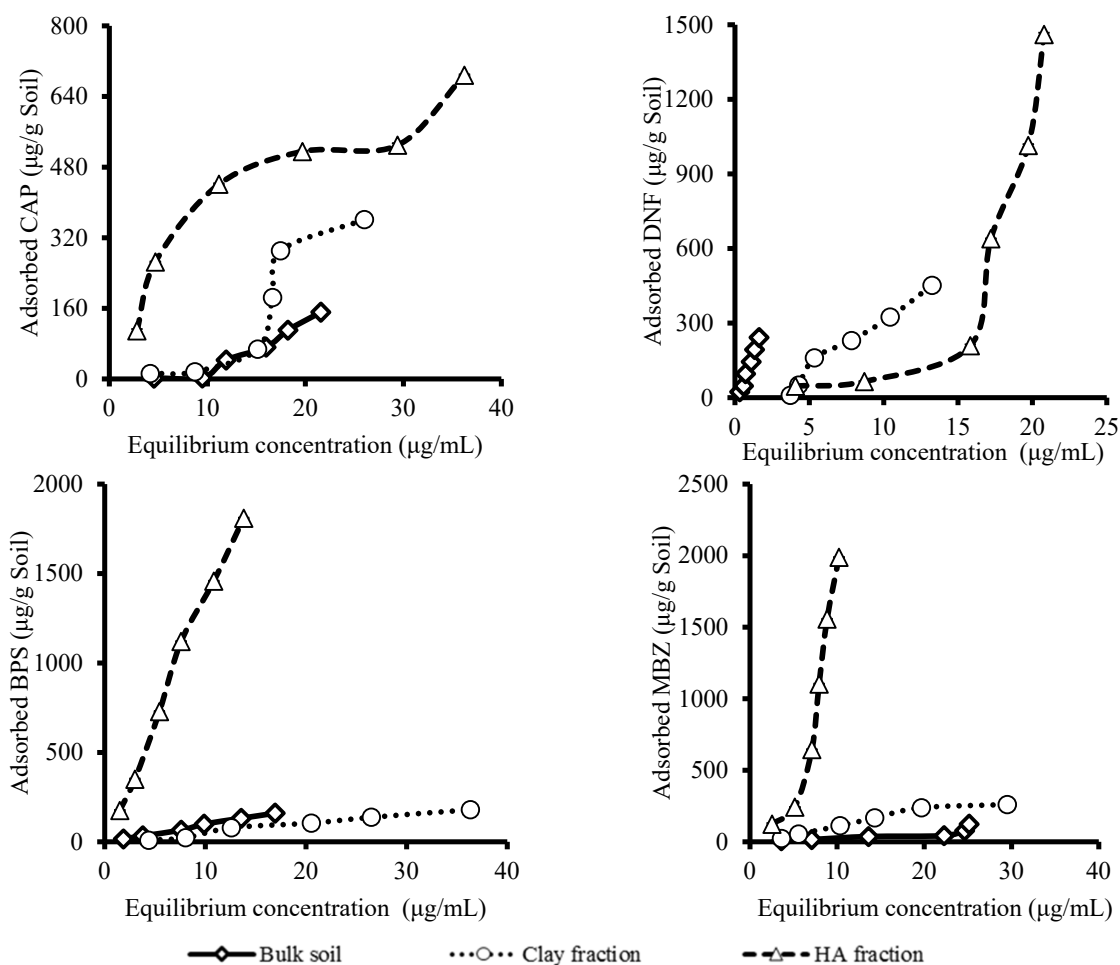 Adsorbed CAP (μg/g Soil)
800
640
480
320
160
0
0 10 20 30 40
Equilibrium concentration (μg/mL)
Adsorbed DNF (μg/g Soil)
1500
1200
900
600
300
0
0 5 10 15 20 25
Equilibrium concentration (μg/mL)
Adsorbed BPS (μg/g Soil)
2000
1500
1000
500
0
0 10 20 30 40
Equilibrium concentration (μg/mL)
Adsorbed MBZ (μg/g Soil)
2500
2000
1500
1000
500
0
0 10 20 30 40
Equilibrium concentration (μg/mL)
Bulk soil Clay fraction HA fraction